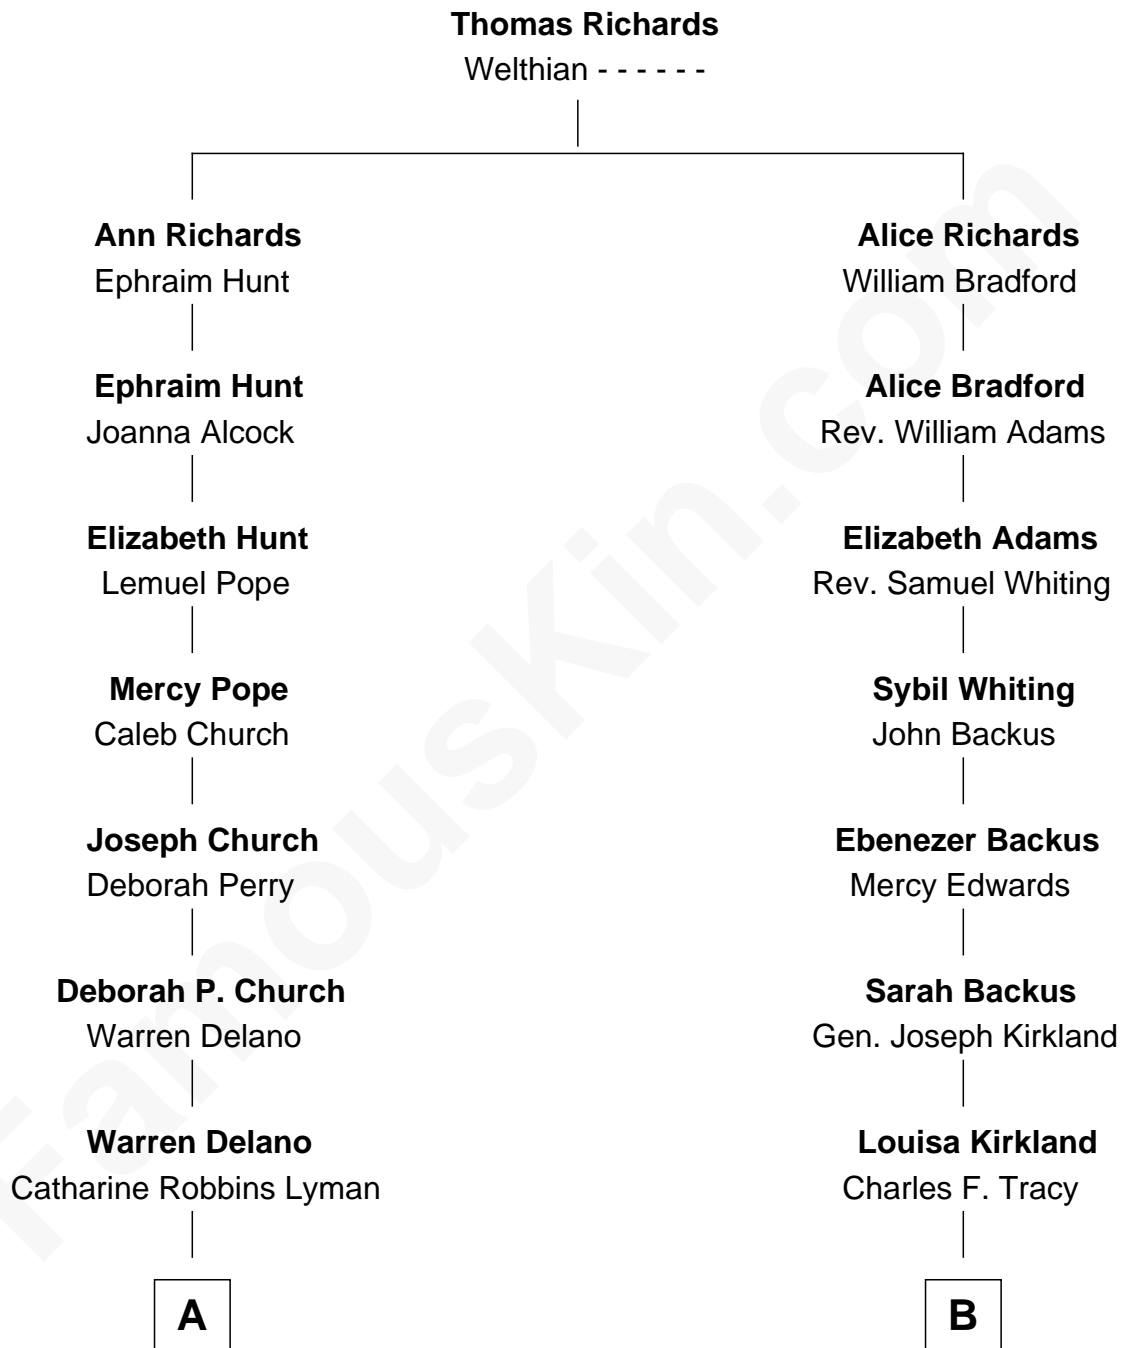 Thomas Richards
Welthian - - - - - -
Ann Richards
Ephraim Hunt
Ephraim Hunt
Joanna Alcock
Elizabeth Hunt
Lemuel Pope
Mercy Pope
Caleb Church
Joseph Church
Deborah Perry
Deborah P. Church
Warren Delano
Warren Delano
Catharine Robbins Lyman
A
Alice Richards
William Bradford
Alice Bradford
Rev. William Adams
Elizabeth Adams
Rev. Samuel Whiting
Sybil Whiting
John Backus
Ebenezer Backus
Mercy Edwards
Sarah Backus
Gen. Joseph Kirkland
Louisa Kirkland
Charles F. Tracy
B
FamousKin.com